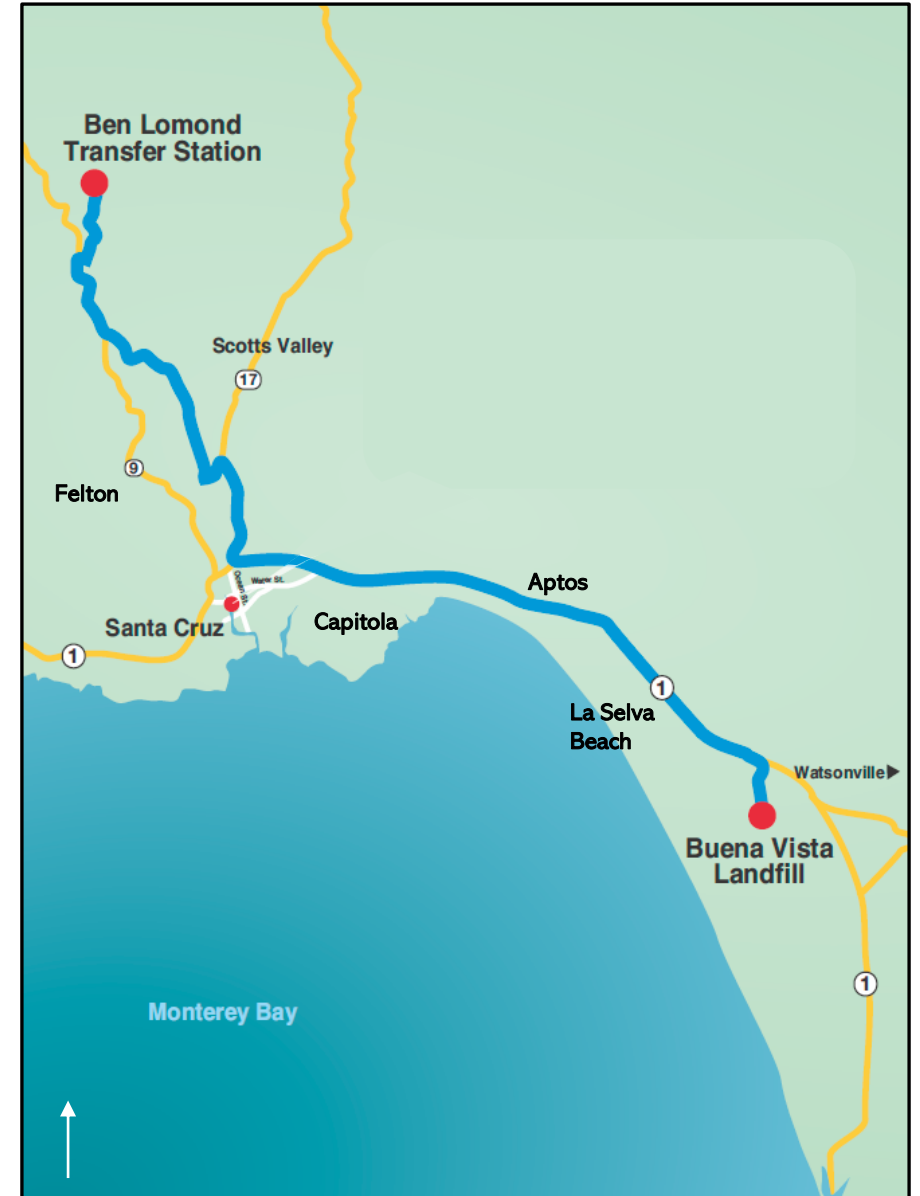 Ben Lomond
Transfer Station
Scotts Valley
17
9
Felton
Ocean St.
Water St.
Aptos
Santa Cruz
Capitola
1
1
La Selva
Beach
Watsonville
Buena Vista
Landfill
1
Monterey Bay